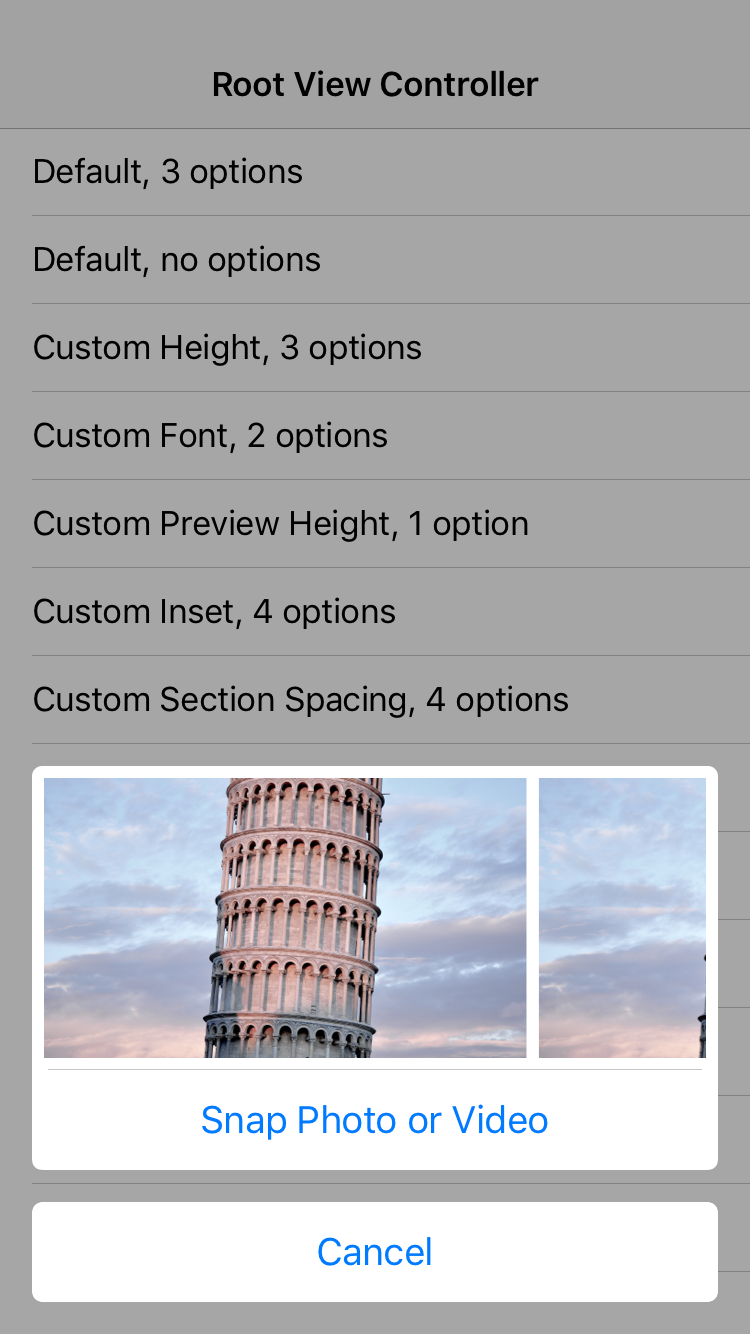 Root View Controller
Default, 3 options
Default, no options
Custom Height, 3 options
Custom Font, 2 options
Custom Preview Height, 1 option
Custom Inset, 4 options
Custom Section Spacing, 4 options
Snap Photo or Video
Cancel